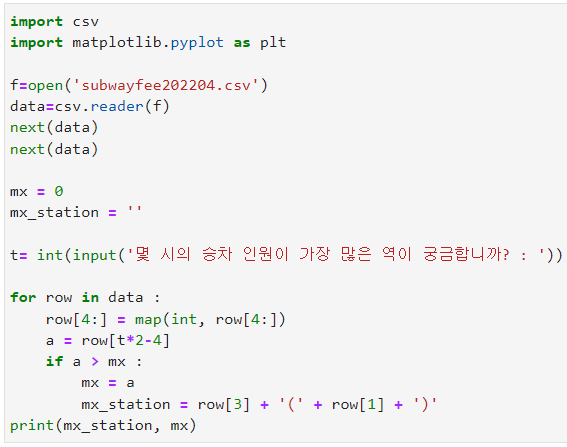 import csv
import matplotlib.pyplot as plt
f=open('subwayfee202204.csv')
data=csv.reader(f)
next(data)
next(data)
mx = 0
mx_station = ''
t= int(input('몇 시의 승차 인원이 가장 많은 역이 궁금합니까? : '))
for row in data :
    row[4:] = map(int, row[4:])
    a = row[t*2-4]
    if a > mx :
        mx = a
        mx_station = row[3] + '(' + row[1] + ')'
print(mx_station, mx)